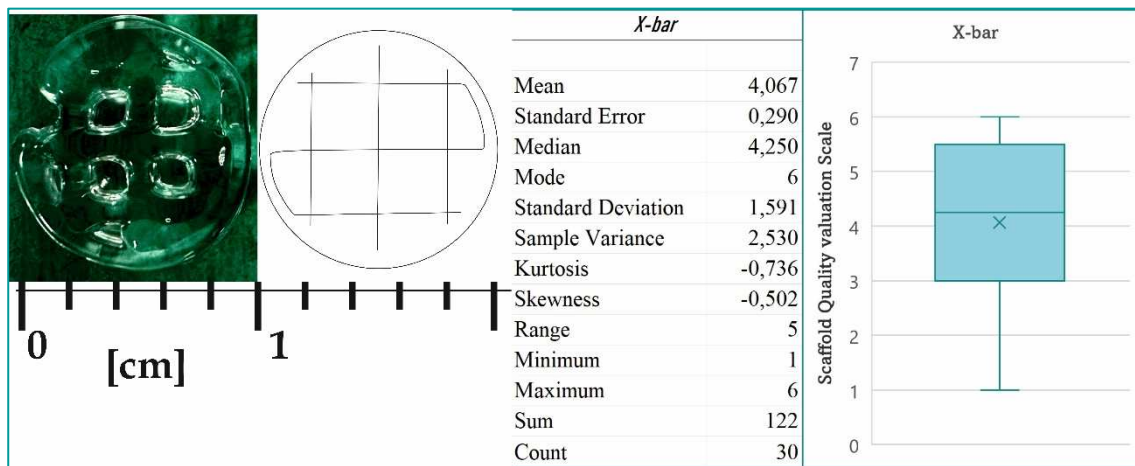 0
1
[cm]
X-bar
Mean 4,067
Standard Error 0,290
Median 4,250
Mode 6
Standard Deviation 1,591
Sample Variance 2,530
Kurtosis -0,736
Skewness -0,502
Range 5
Minimum 1
Maximum 6
Sum 122
Count 30
X-bar
Scaffold Quality valuation Scale
7
6
5
4
3
2
1
0